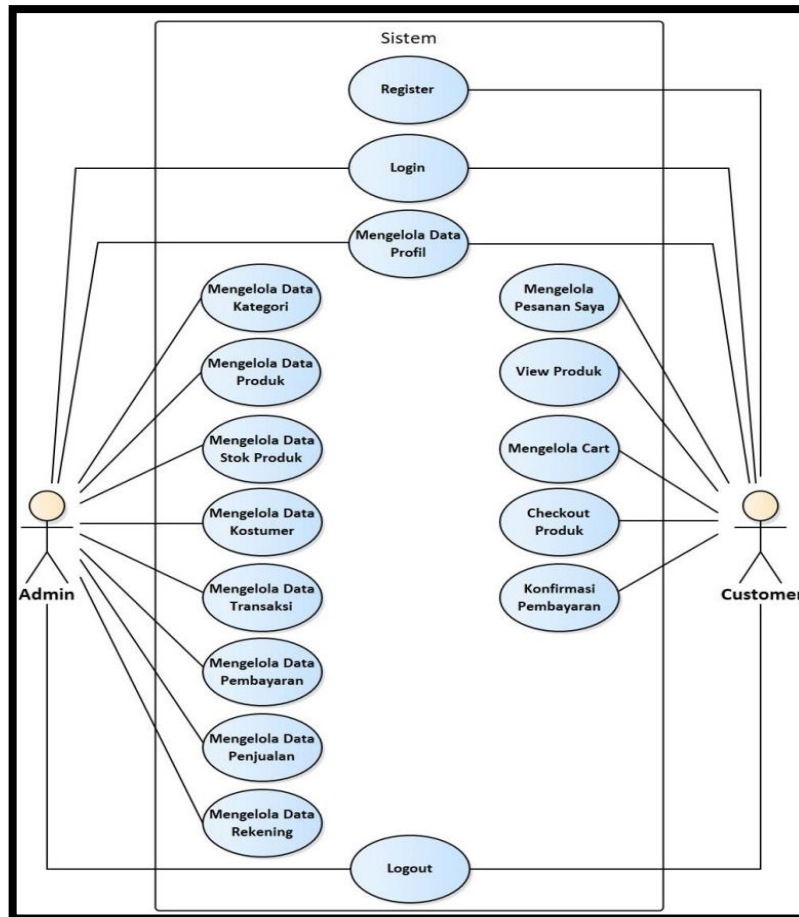 Sistem
Register
Login
Mengelola Data
Profil
Mengelola Data
Kategori
Mengelola
Pesanan Saya
Mengelola Data
Produk
View Produk
Mengelola Data
Stok Produk
Mengelola Cart
Mengelola Data
Kostumer
Checkout
Produk
Admin
Mengelola Data
Transaksi
Konfirmasi
Pembayaran
Customer
Mengelola Data
Pembayaran
Mengelola Data
Penjualan
Mengelola Data
Rekening
Logout